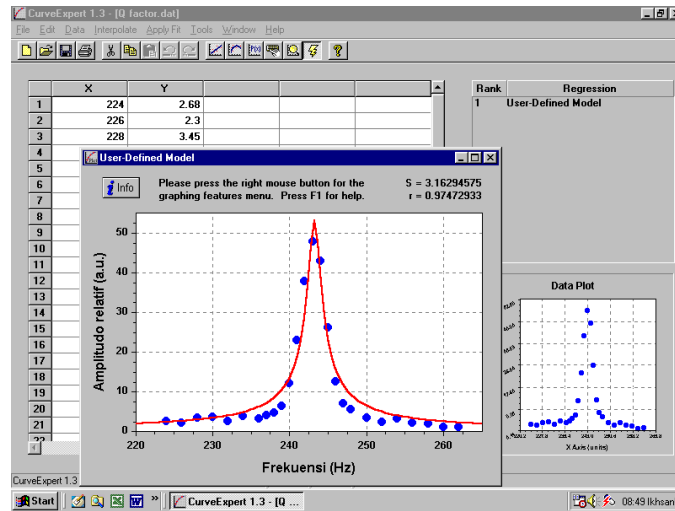 CurveExpert 1.3 - [Q factor.dat]
File Edit Data Interpolate Apply Fit Tools Window Help
X Y
1 224 2.68
2 226 2.3
3 228 3.45
4
5
6
7
8
9
10
11
12
13
14
15
16
17
18
19
20
21
22
Rank Regression
1 User-Defined Model
User-Defined Model
Info
Please press the right mouse button for the
graphing features menu. Press F1 for help.
S = 3.16294575
r = 0.97472933
Amplitudo relatif (a.u.)
50
40
30
20
10
0
220 230 240 250 260
Frekuensi (Hz)
Data Plot
X Axis (units)
CurveExpert 1.3
Start
W
»
CurveExpert 1.3 - [Q ...
08:49 Ikhsan